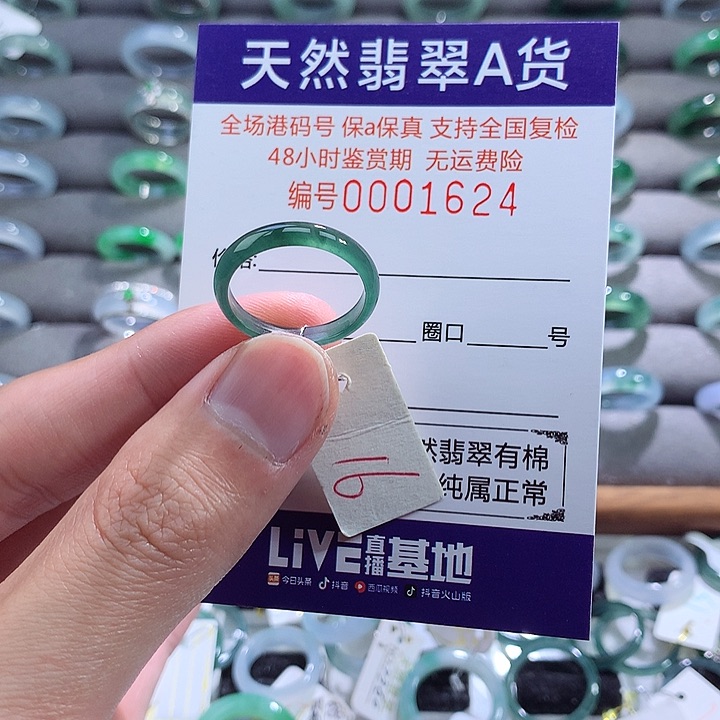 天然翡翠A货
全场港码号 保a保真 支持全国复检
48小时鉴赏期 无运费险
编号0001624
圈口 号
16
然翡翠有棉
纯属正常
LiVE直播基地
头条 今日头条 抖音 西瓜视频 抖音火山版